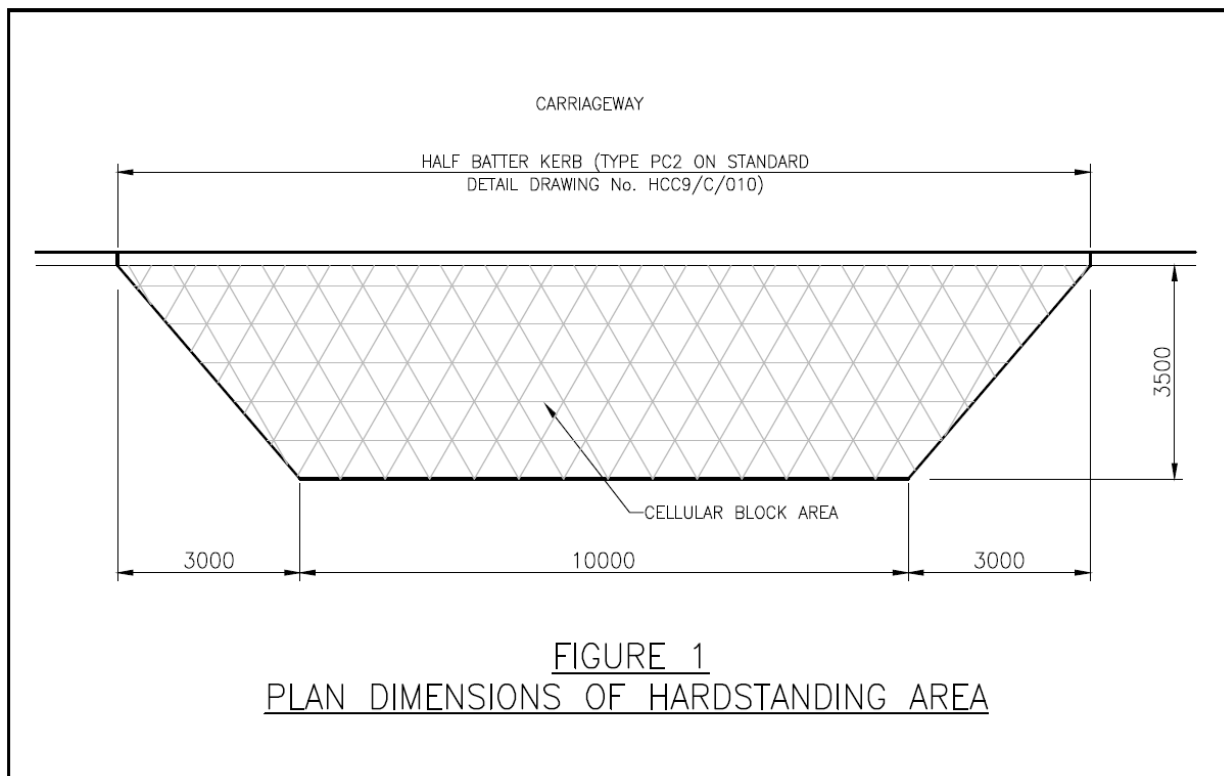 CARRIAGEWAY
HALF BATTER KERB (TYPE PC2 ON STANDARD
DETAIL DRAWING No. HCC9/C/010)
3500
CELLULAR BLOCK AREA
3000
10000
3000
FIGURE 1
PLAN DIMENSIONS OF HARDSTANDING AREA